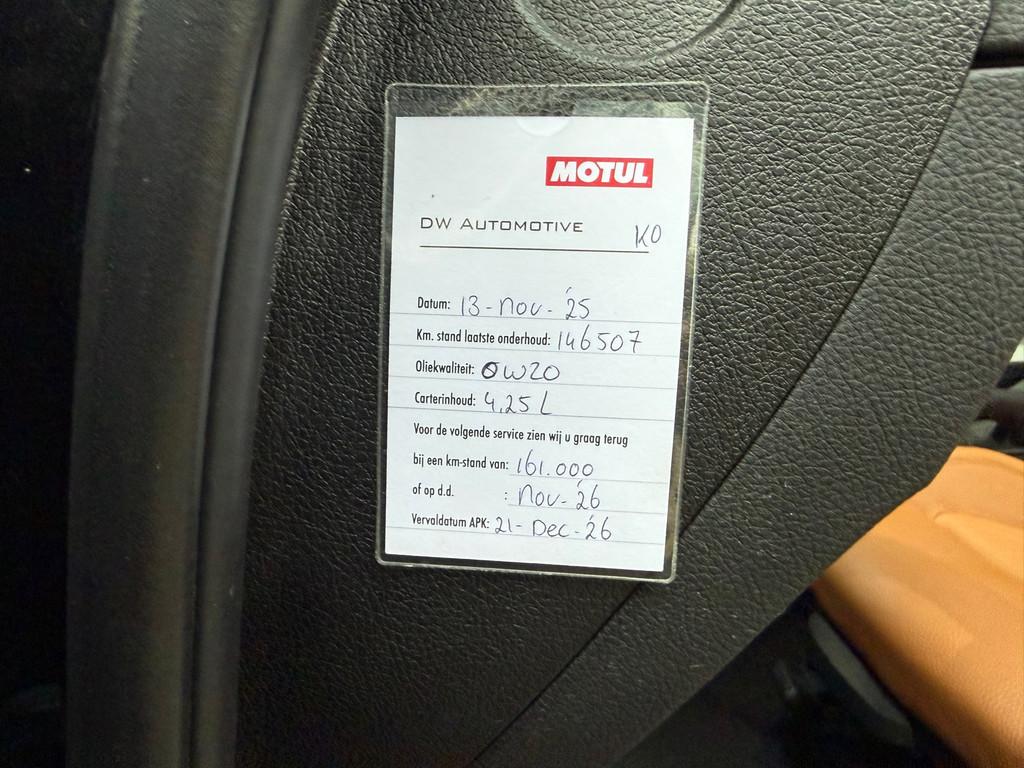 MOTUL
DW AUTOMOTIVE KO
Datum: 13-nov-'25
Km. stand laatste onderhoud: 146507
Oliekwaliteit: 0W20
Carterinhoud: 4,25 L
Voor de volgende service zien wij u graag terug
bij een km-stand van: 161.000
of op d.d. : nov-'26
Vervaldatum APK: 21-Dec-'26